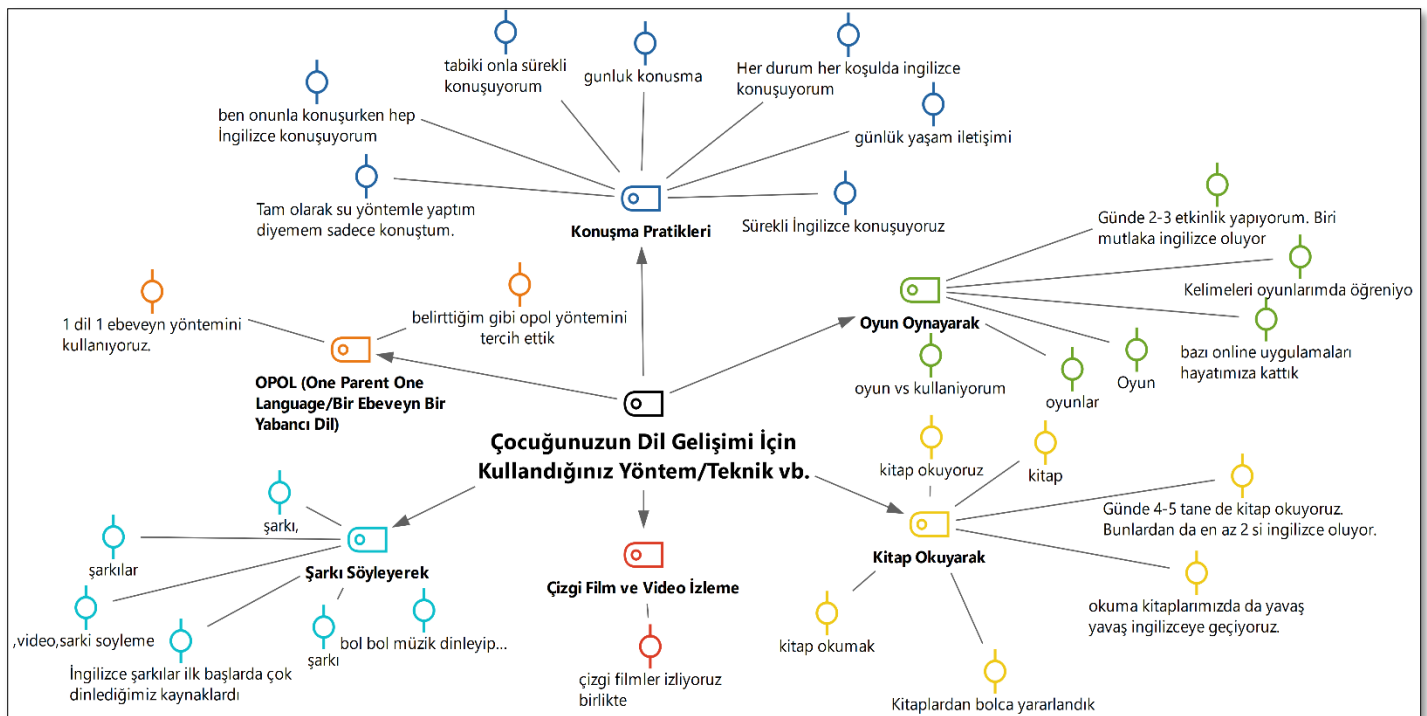 tabiki onla sürekli
konuşuyorum
gunluk konusma
Her durum her koşulda ingilizce
konuşuyorum
ben onunla konuşurken hep
İngilizce konuşuyorum
günlük yaşam iletişimi
Tam olarak su yöntemle yaptım
diyemem sadece konuştum.
Konuşma Pratikleri
Sürekli İngilizce konuşuyoruz
Günde 2-3 etkinlik yapıyorum. Biri
mutlaka ingilizce oluyor
Kelimeleri oyunlarımda öğreniyo
bazı online uygulamaları
hayatımıza kattık
Oyun Oynayarak
oyun vs kullaniyorum
oyunlar
Oyun
1 dil 1 ebeveyn yöntemini
kullanıyoruz.
belirttiğim gibi opol yöntemini
tercih ettik
OPOL (One Parent One
Language/Bir Ebeveyn Bir
Yabancı Dil)
Çocuğunuzun Dil Gelişimi İçin
Kullandığınız Yöntem/Teknik vb.
kitap okuyoruz
kitap
Günde 4-5 tane de kitap okuyoruz.
Bunlardan da en az 2 si ingilizce oluyor.
Kitap Okuyarak
okuma kitaplarımızda da yavaş
yavaş ingilizceye geçiyoruz.
kitap okumak
Kitaplardan bolca yararlandık
şarkı,
şarkılar
Şarkı Söyleyerek
,video,sarki soyleme
İngilizce şarkılar ilk başlarda çok
dinlediğimiz kaynaklardı
şarkı
bol bol müzik dinleyip...
Çizgi Film ve Video İzleme
çizgi filmler izliyoruz
birlikte